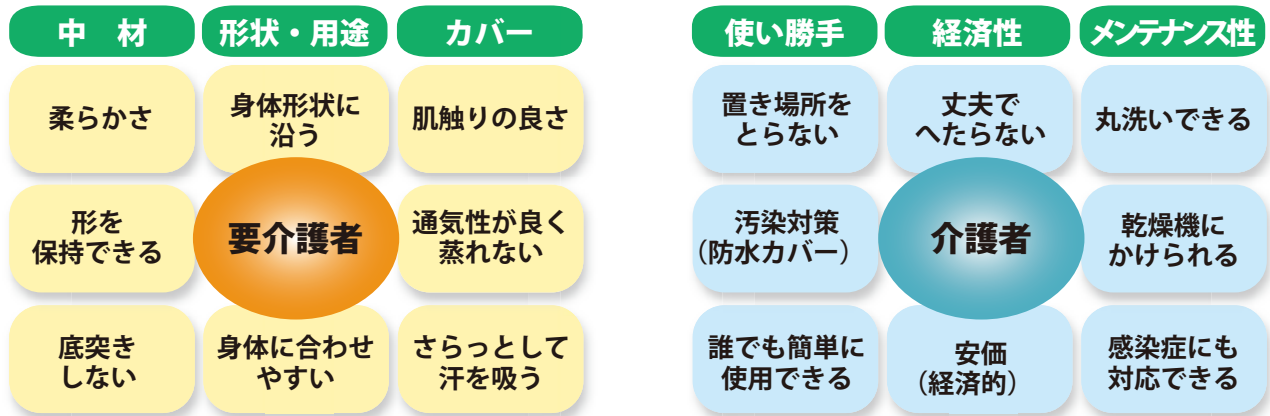 中 材
形状・用途
カバー
柔らかさ
身体形状に
沿う
肌触りの良さ
形を
保持できる
要介護者
通気性が良く
蒸れない
底突き
しない
身体に合わせ
やすい
さらっとして
汗を吸う
使い勝手
経済性
メンテナンス性
置き場所を
とらない
丈夫で
へたらない
丸洗いできる
汚染対策
（防水カバー）
介護者
乾燥機に
かけられる
誰でも簡単に
使用できる
安価
（経済的）
感染症にも
対応できる